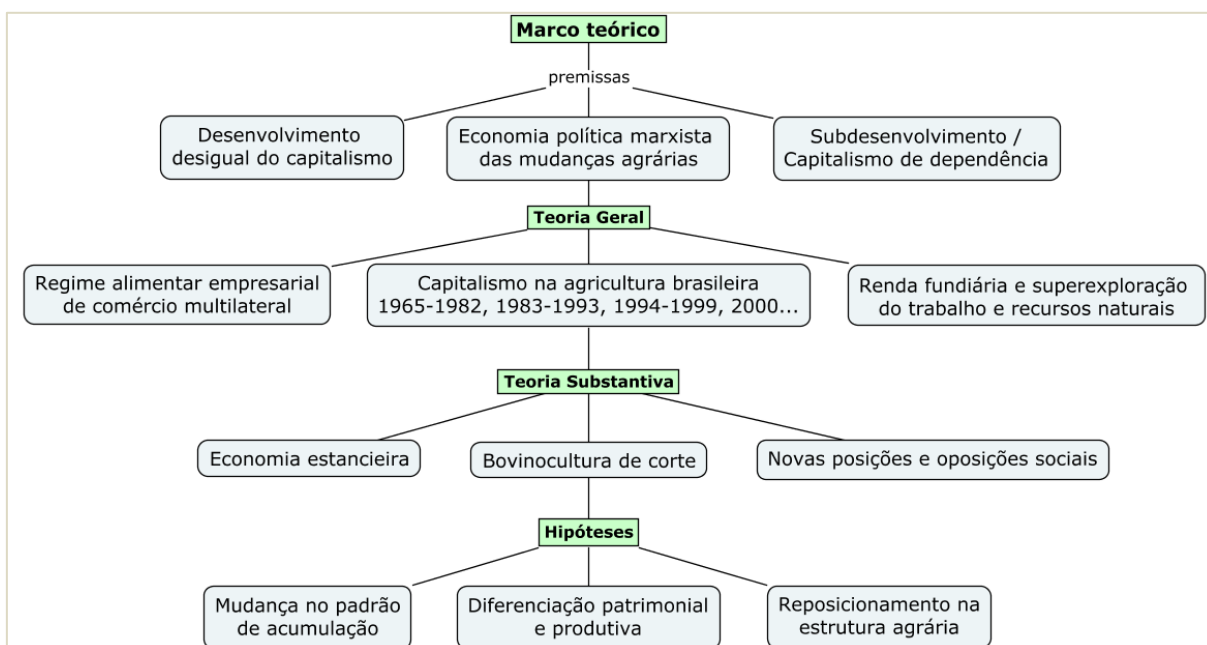 Marco teórico
premissas
Desenvolvimento
desigual do capitalismo
Economia política marxista
das mudanças agrárias
Subdesenvolvimento /
Capitalismo de dependência
Teoria Geral
Regime alimentar empresarial
de comércio multilateral
Capitalismo na agricultura brasileira
1965-1982, 1983-1993, 1994-1999, 2000...
Renda fundiária e superexploração
do trabalho e recursos naturais
Teoria Substantiva
Economia estancieira
Bovinocultura de corte
Novas posições e oposições sociais
Hipóteses
Mudança no padrão
de acumulação
Diferenciação patrimonial
e produtiva
Reposicionamento na
estrutura agrária